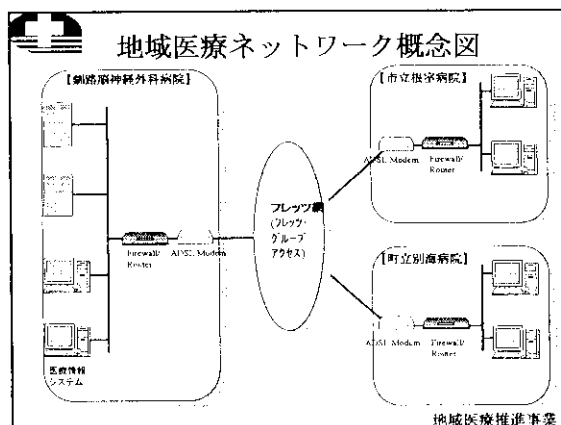 地域医療ネットワーク概念図
【釧路脳神経外科病院】
Firewall/
Router
ADSL Modem
医療情報
システム
フレッツ網
(フレッツ・
グループ
アクセス)
【市立根室病院】
ADSL Modem
Firewall/
Router
【町立別海病院】
ADSL Modem
Firewall/
Router
地域医療推進事業